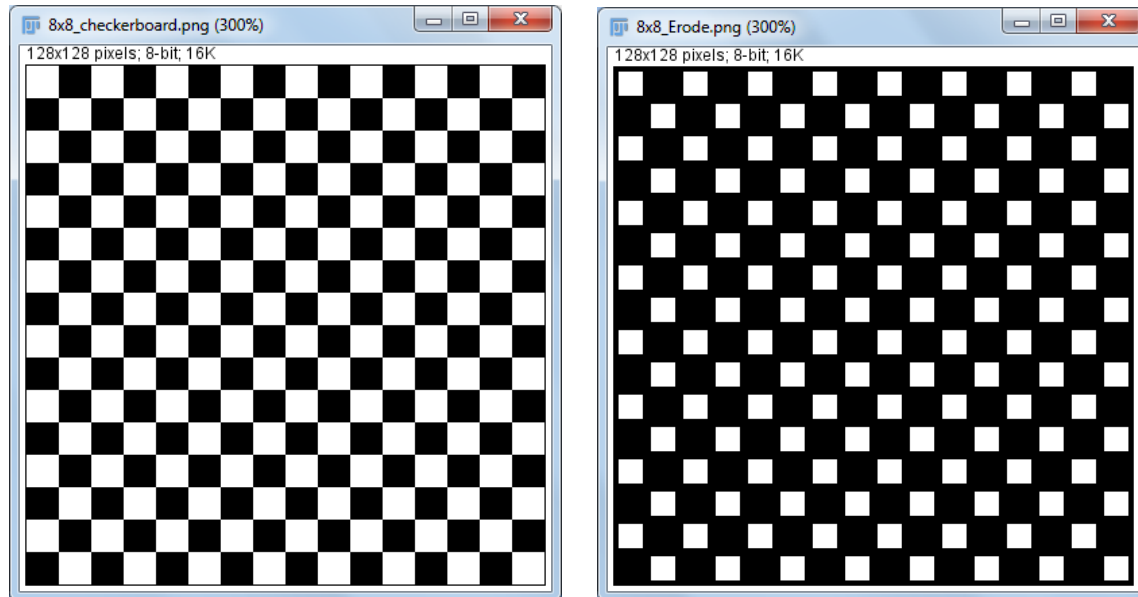 8x8_checkerboard.png (300%)
128x128 pixels; 8-bit; 16K
8x8_Erode.png (300%)
128x128 pixels; 8-bit; 16K